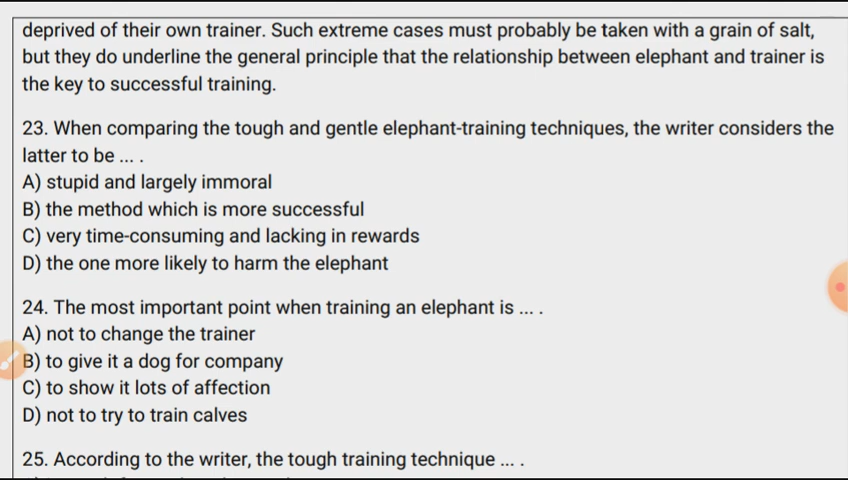 deprived of their own trainer. Such extreme cases must probably be taken with a grain of salt,
but they do underline the general principle that the relationship between elephant and trainer is
the key to successful training.
23. When comparing the tough and gentle elephant-training techniques, the writer considers the
latter to be ... .
A) stupid and largely immoral
B) the method which is more successful
C) very time-consuming and lacking in rewards
D) the one more likely to harm the elephant
24. The most important point when training an elephant is ... .
A) not to change the trainer
B) to give it a dog for company
C) to show it lots of affection
D) not to try to train calves
25. According to the writer, the tough training technique ... .